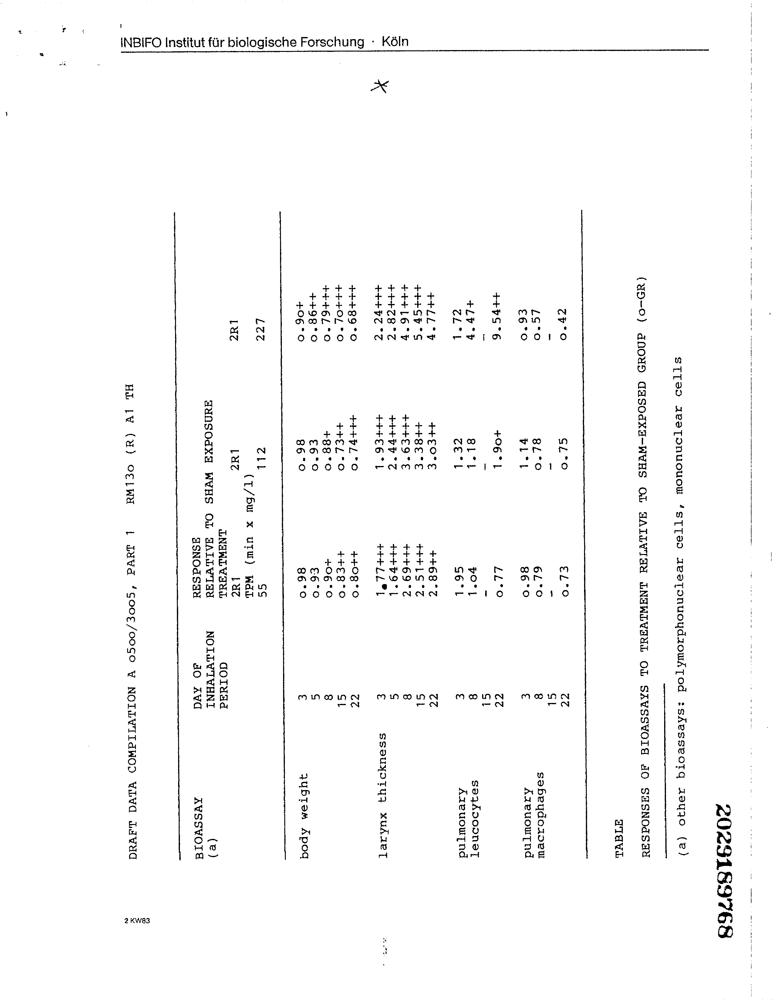 INBIFO Institut für biologische Forschung · Köln
DRAFT DATA COMPILATION A o5oo/3oo5, PART 1 RM13o (R) A1 TH
BIOASSAY DAY OF RESPONSE
(a) INHALATION RELATIVE TO SHAM EXPOSURE
PERIOD TREATMENT
2R1 2R1 2R1
TPM (min x mg/l)
55 112 227
body weight 3 o.98 o.98 o.9o+
5 o.93 o.93 o.86++
8 o.9o+ o.88+ o.79+++
15 o.83++ o.73++ o.7o+++
22 o.8o++ o.74+++ o.68+++
larynx thickness 3 1.77+++ 1.93+++ 2.24+++
5 1.64+++ 2.44+++ 2.82+++
8 2.69+++ 3.63+++ 4.91+++
15 2.51+++ 3.38++ 5.45+++
22 2.89++ 3.o3++ 4.77++
pulmonary 3 1.95 1.32 1.72
leucocytes 8 1.o4 1.18 4.47+
15 - - -
22 o.77 1.9o+ 9.54++
pulmonary 3 o.98 1.14 o.93
macrophages 8 o.79 o.78 o.57
15 - - -
22 o.73 o.75 o.42
TABLE
RESPONSES OF BIOASSAYS TO TREATMENT RELATIVE TO SHAM-EXPOSED GROUP (o-GR)
(a) other bioassays: polymorphonuclear cells, mononuclear cells
2 KW83
2029189768